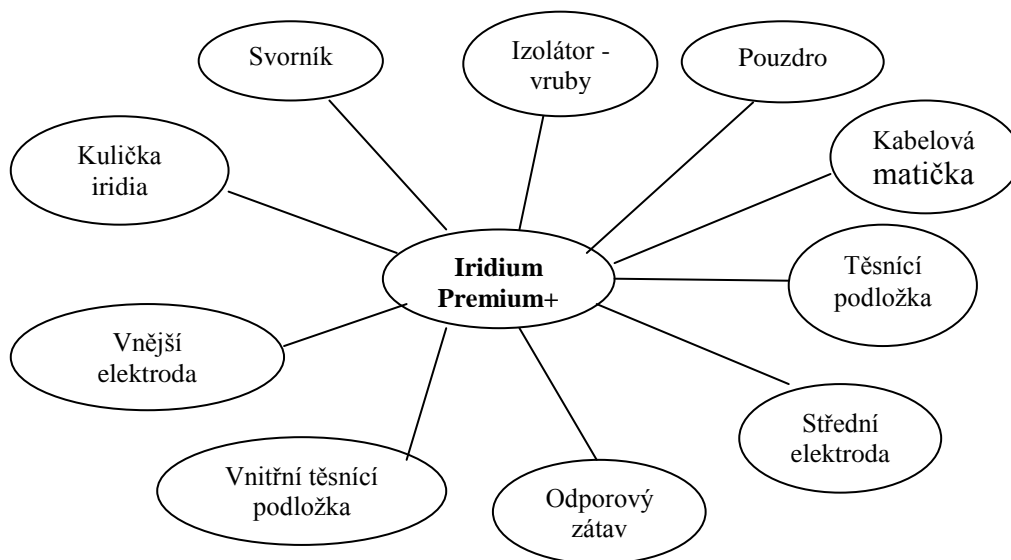 Svorník
Izolátor -
vruby
Pouzdro
Kulička
iridia
Kabelová
matička
Iridium
Premium+
Těsnící
podložka
Vnější
elektroda
Střední
elektroda
Vnitřní těsnící
podložka
Odporový
zátav